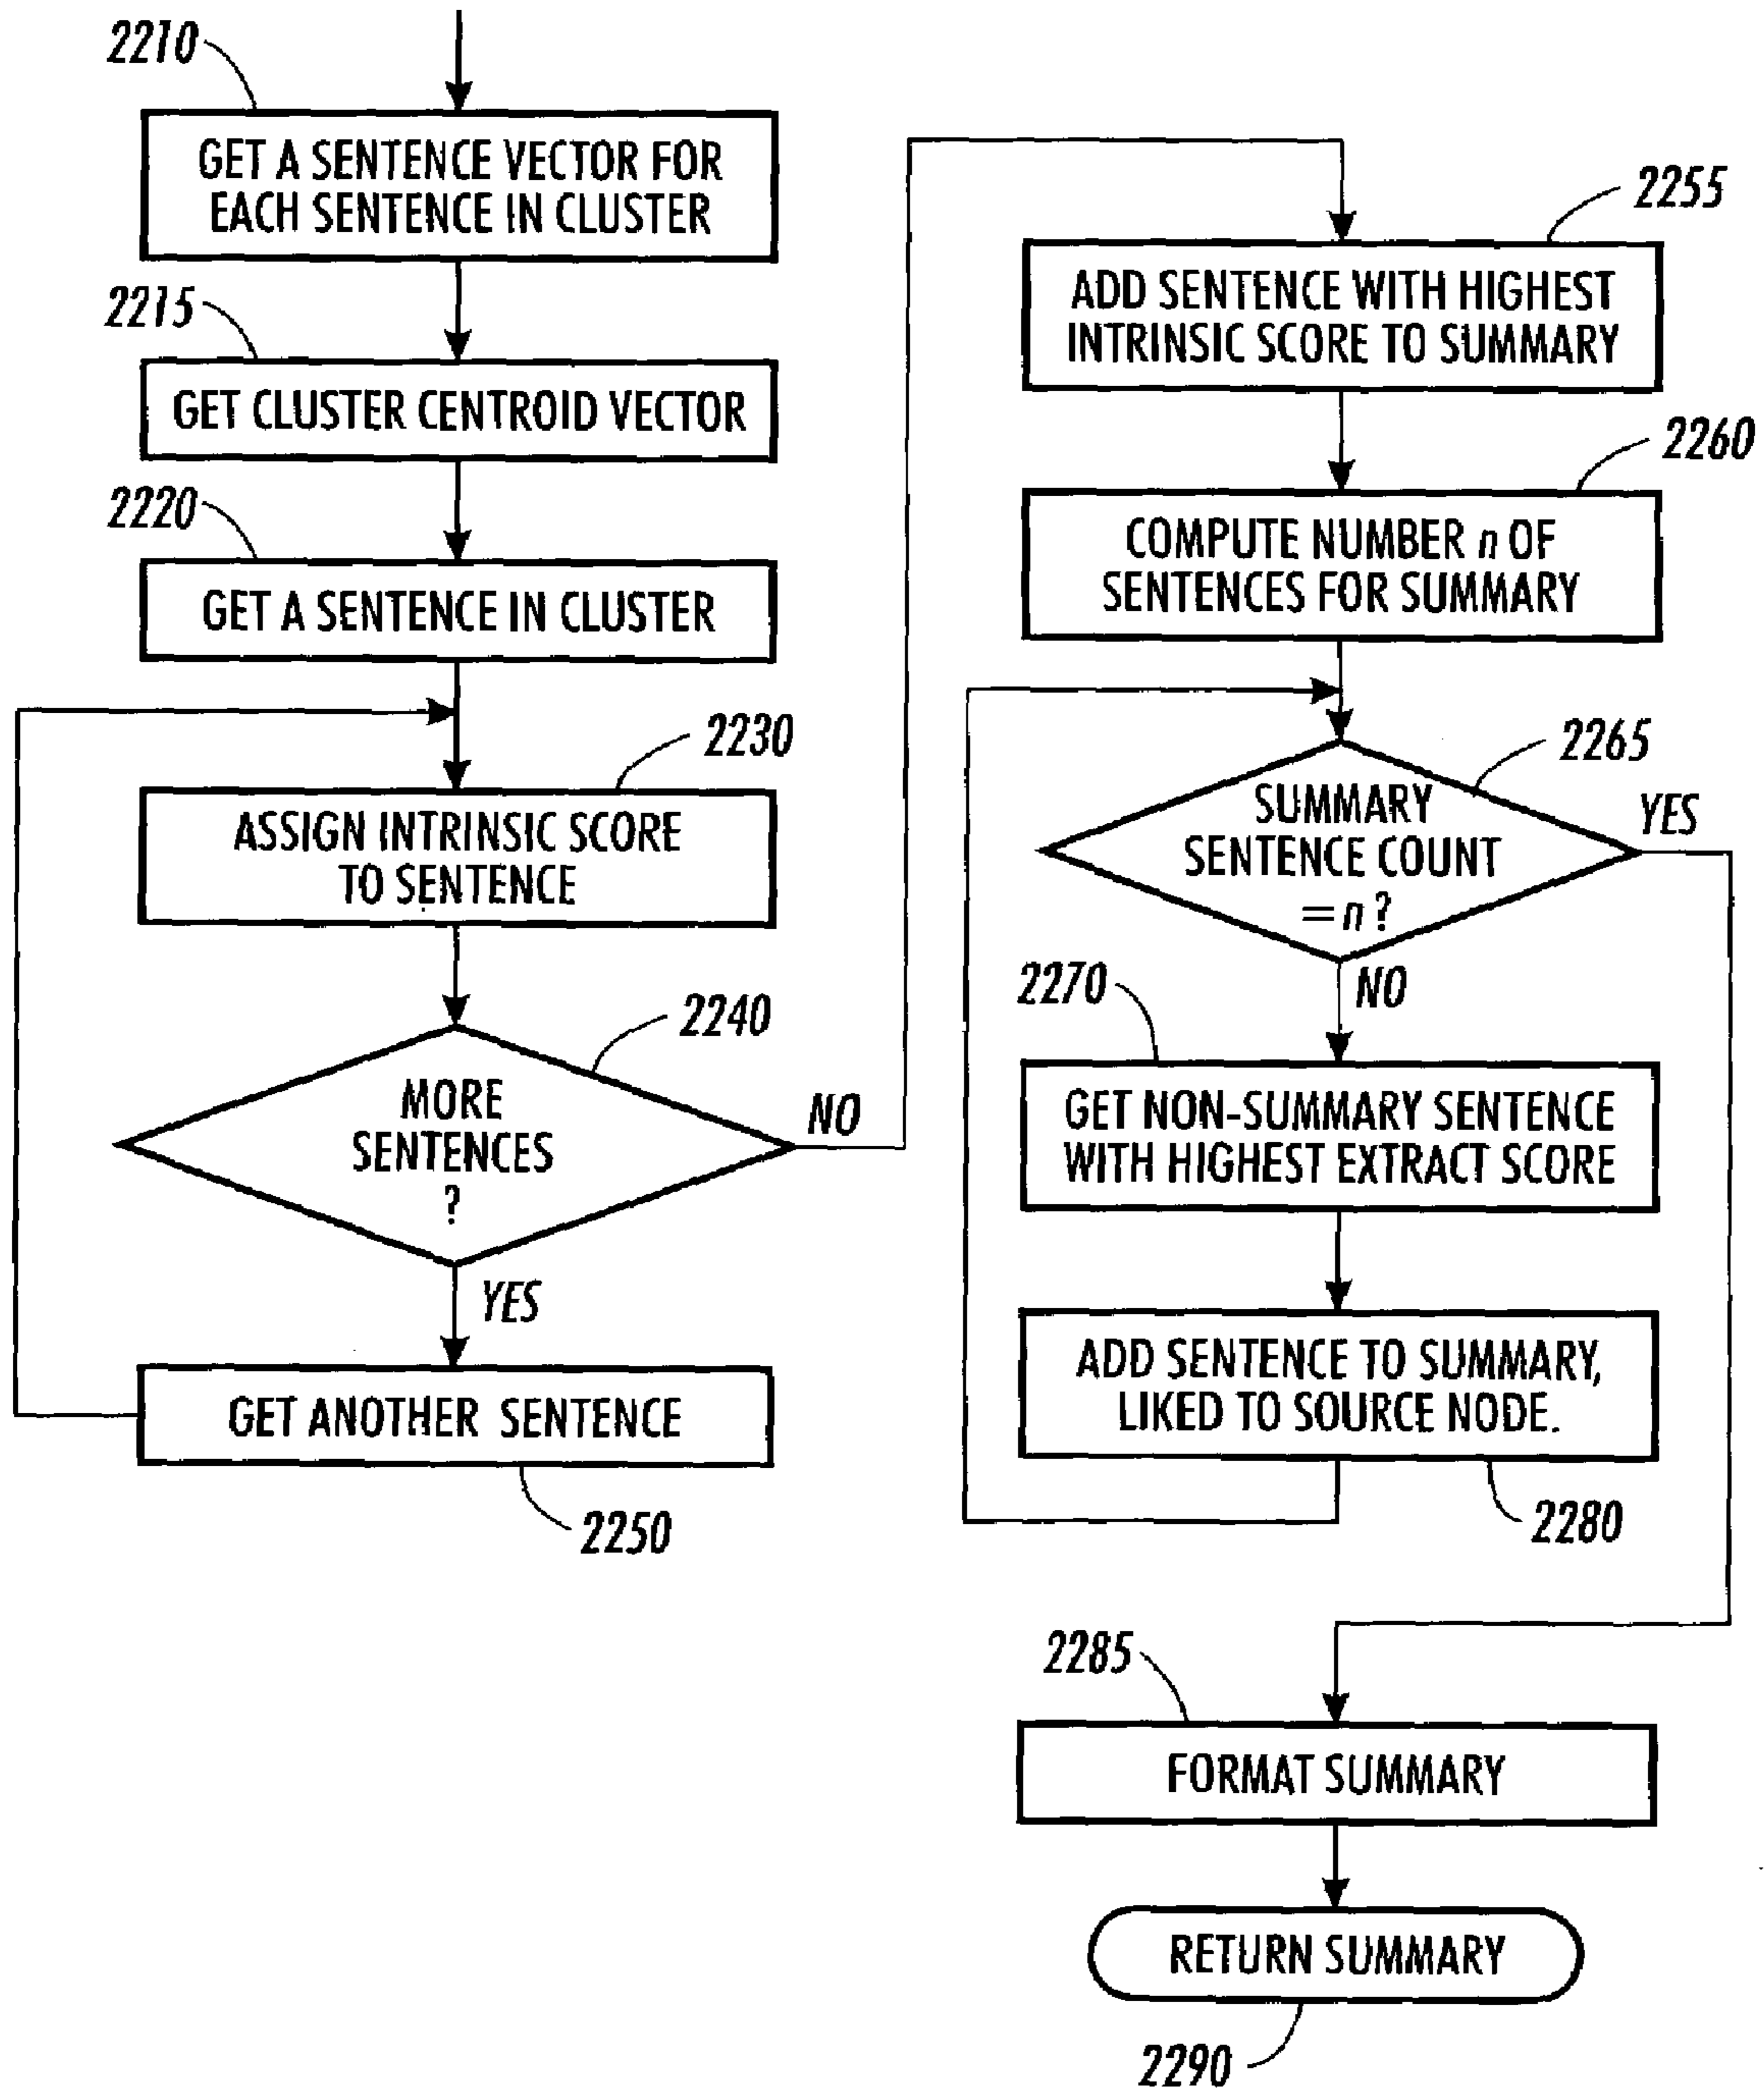 2210
GET A SENTENCE VECTOR FOR
EACH SENTENCE IN CLUSTER
2215
GET CLUSTER CENTROID VECTOR
2220
GET A SENTENCE IN CLUSTER
2230
ASSIGN INTRINSIC SCORE
TO SENTENCE
2240
MORE
SENTENCES
?
NO
YES
GET ANOTHER SENTENCE
2250
2255
ADD SENTENCE WITH HIGHEST
INTRINSIC SCORE TO SUMMARY
2260
COMPUTE NUMBER n OF
SENTENCES FOR SUMMARY
2265
SUMMARY
SENTENCE COUNT
= n ?
YES
NO
2270
GET NON-SUMMARY SENTENCE
WITH HIGHEST EXTRACT SCORE
ADD SENTENCE TO SUMMARY,
LIKED TO SOURCE NODE.
2280
2285
FORMAT SUMMARY
RETURN SUMMARY
2290